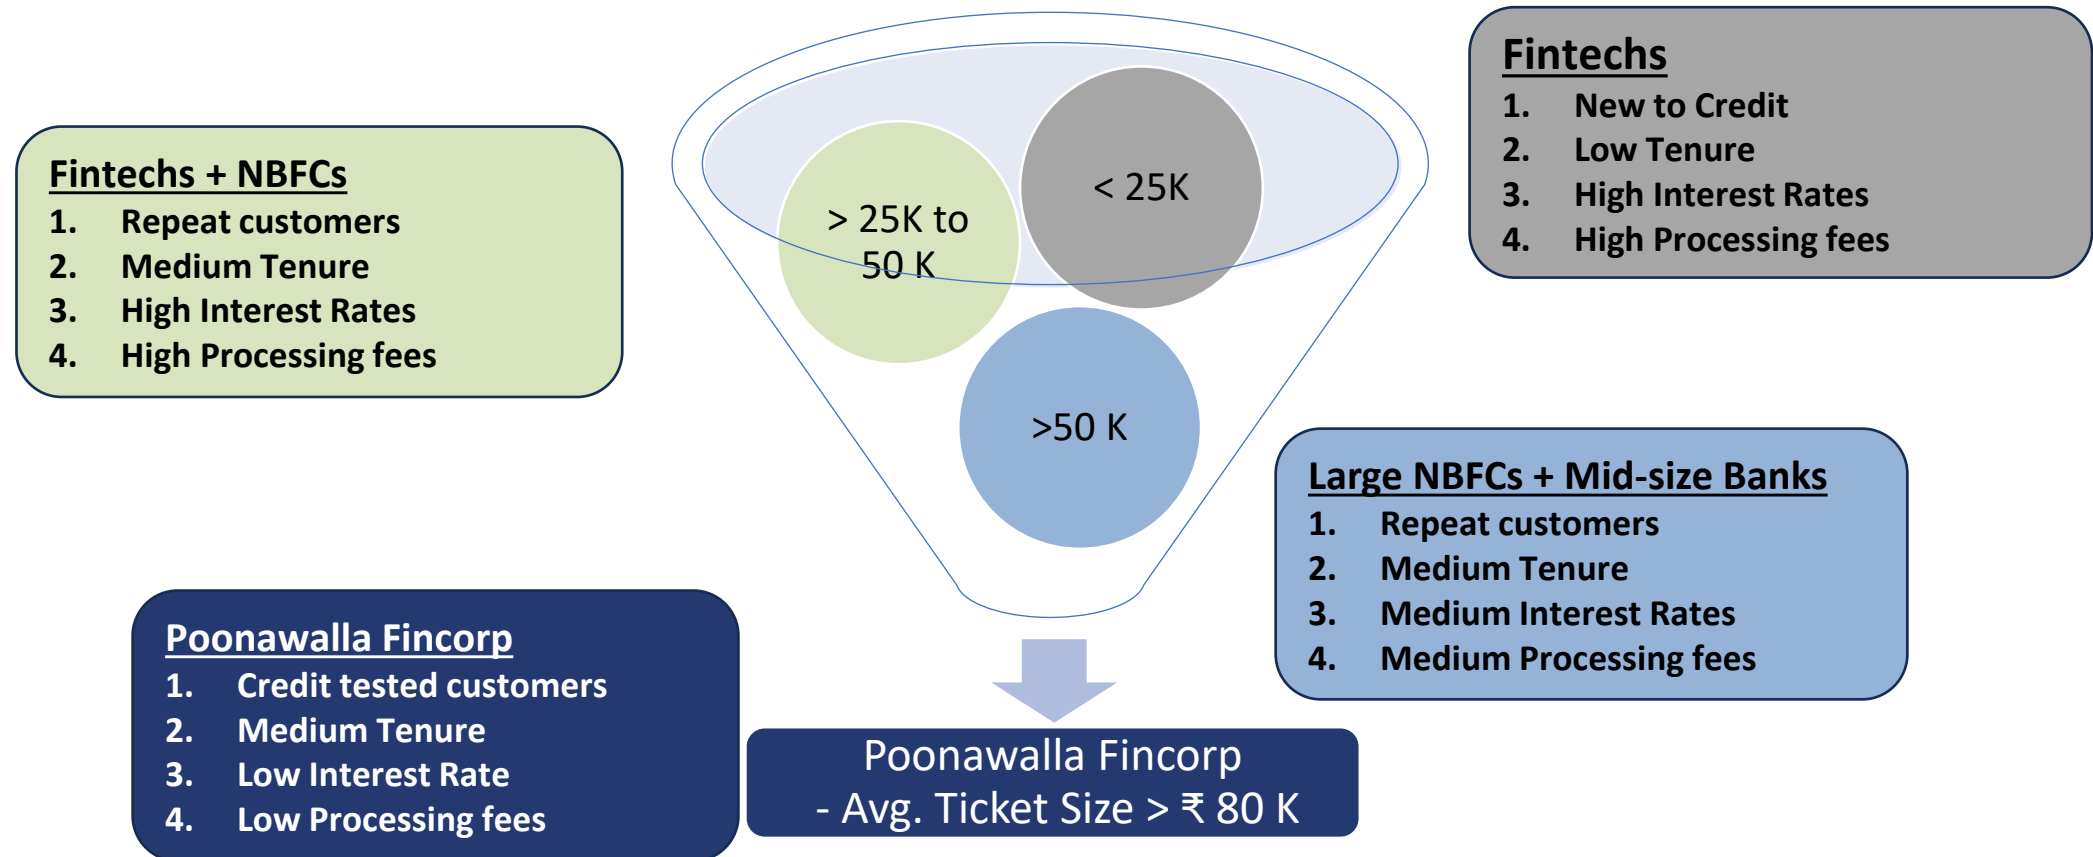 Fintechs + NBFCs
1. Repeat customers
2. Medium Tenure
3. High Interest Rates
4. High Processing fees
> 25K to
50 K
< 25K
>50 K
Fintechs
1. New to Credit
2. Low Tenure
3. High Interest Rates
4. High Processing fees
Large NBFCs + Mid-size Banks
1. Repeat customers
2. Medium Tenure
3. Medium Interest Rates
4. Medium Processing fees
Poonawalla Fincorp
1. Credit tested customers
2. Medium Tenure
3. Low Interest Rate
4. Low Processing fees
Poonawalla Fincorp
- Avg. Ticket Size > ₹ 80 K